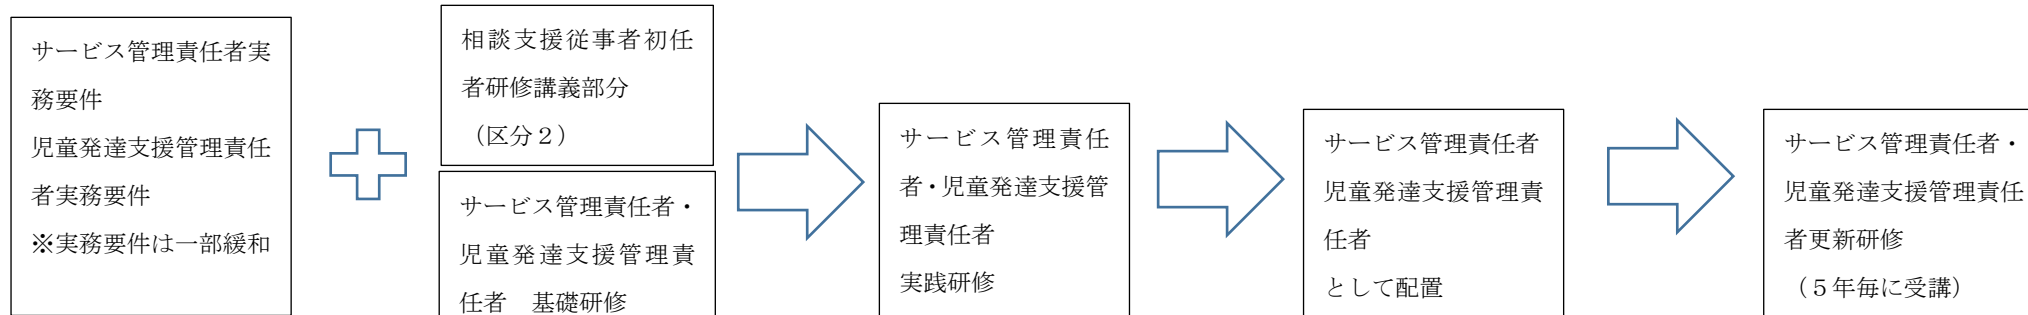 サービス管理責任者実
務要件
児童発達支援管理責任
者実務要件
※実務要件は一部緩和
相談支援従事者初任
者研修講義部分
（区分２）
サービス管理責任者・
児童発達支援管理責
任者　基礎研修
サービス管理責任
者・児童発達支援管
理責任者
実践研修
サービス管理責任者
児童発達支援管理責
任者
として配置
サービス管理責任者・
児童発達支援管理責任
者更新研修
（５年毎に受講）